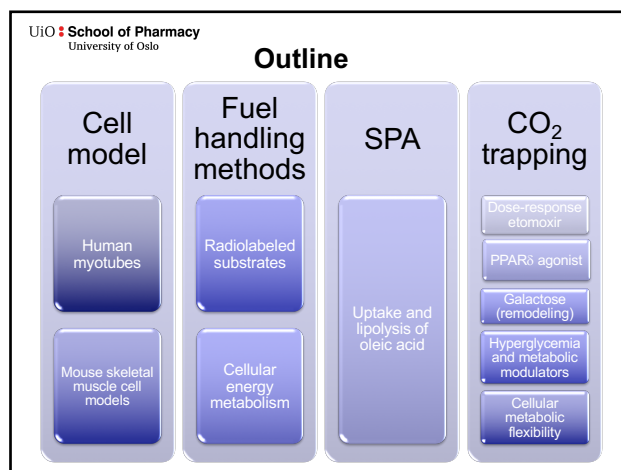 UiO : School of Pharmacy
University of Oslo
Outline
Cell
model
Human
myotubes
Mouse skeletal
muscle cell
models
Fuel
handling
methods
Radiolabeled
substrates
Cellular
energy
metabolism
SPA
Uptake and
lipolysis of
oleic acid
CO₂
trapping
Dose-response
etomoxir
PPARδ agonist
Galactose
(remodeling)
Hyperglycemia
and metabolic
modulators
Cellular
metabolic
flexibility